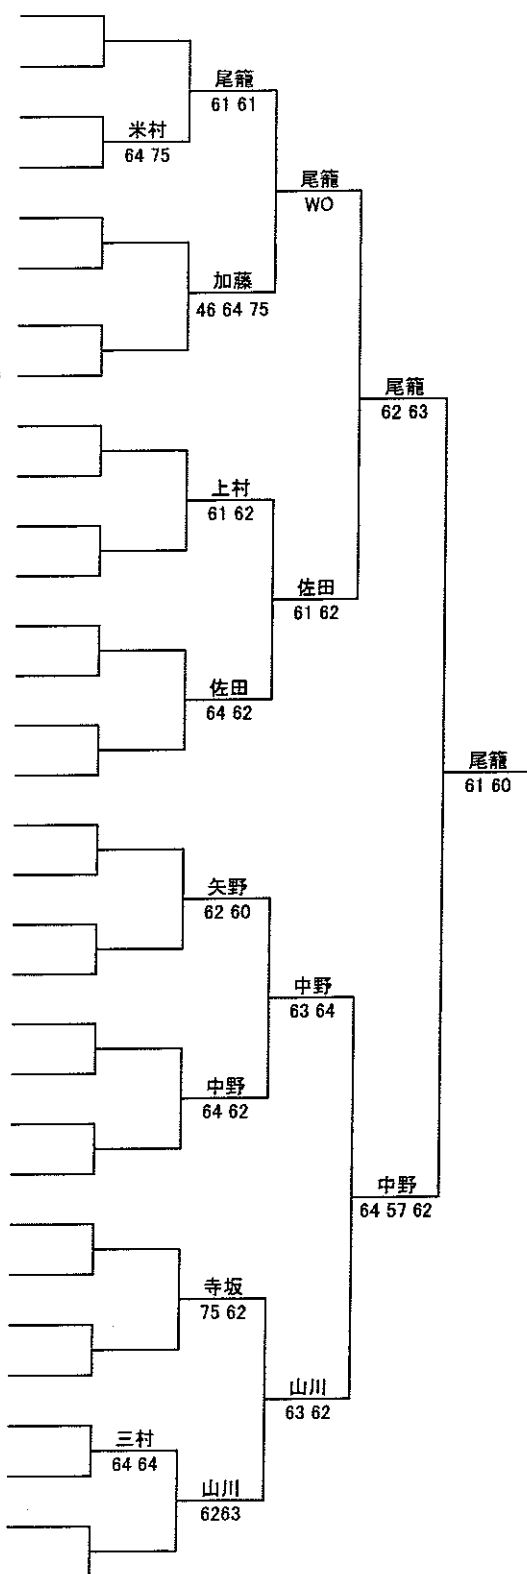 尾籠
61 61
米村
64 75
尾籠
WO
加藤
46 64 75
尾籠
62 63
上村
61 62
佐田
61 62
佐田
64 62
尾籠
61 60
矢野
62 60
中野
63 64
中野
64 62
中野
64 57 62
寺坂
75 62
山川
63 62
三村
64 64
山川
6263